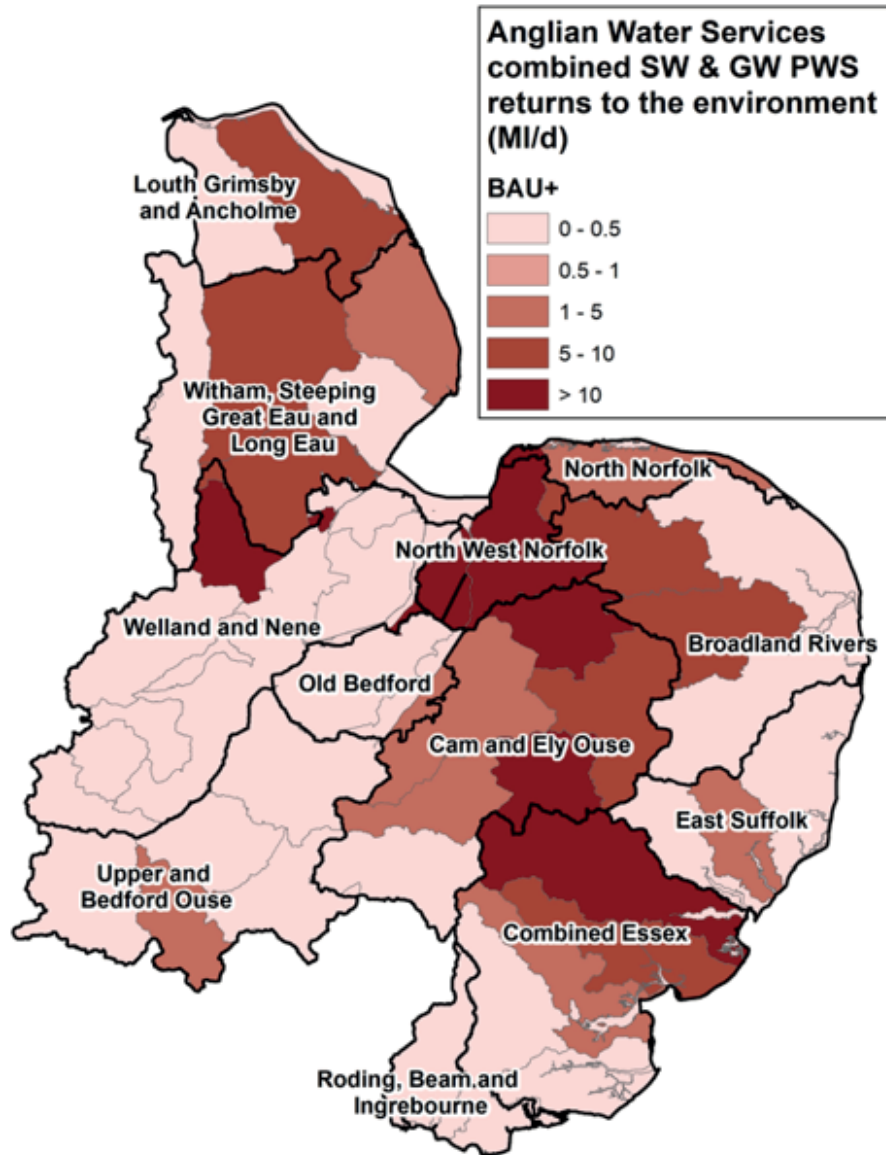 Anglian Water Services
combined SW & GW PWS
returns to the environment
(Ml/d)
BAU+
0 - 0.5
0.5 - 1
1 - 5
5 - 10
> 10
Louth Grimsby
and Ancholme
Witham, Steeping
Great Eau and
Long Eau
North Norfolk
North West Norfolk
Welland and Nene
Broadland Rivers
Old Bedford
Cam and Ely Ouse
East Suffolk
Upper and
Bedford Ouse
Combined Essex
Roding, Beam and
Ingrebourne